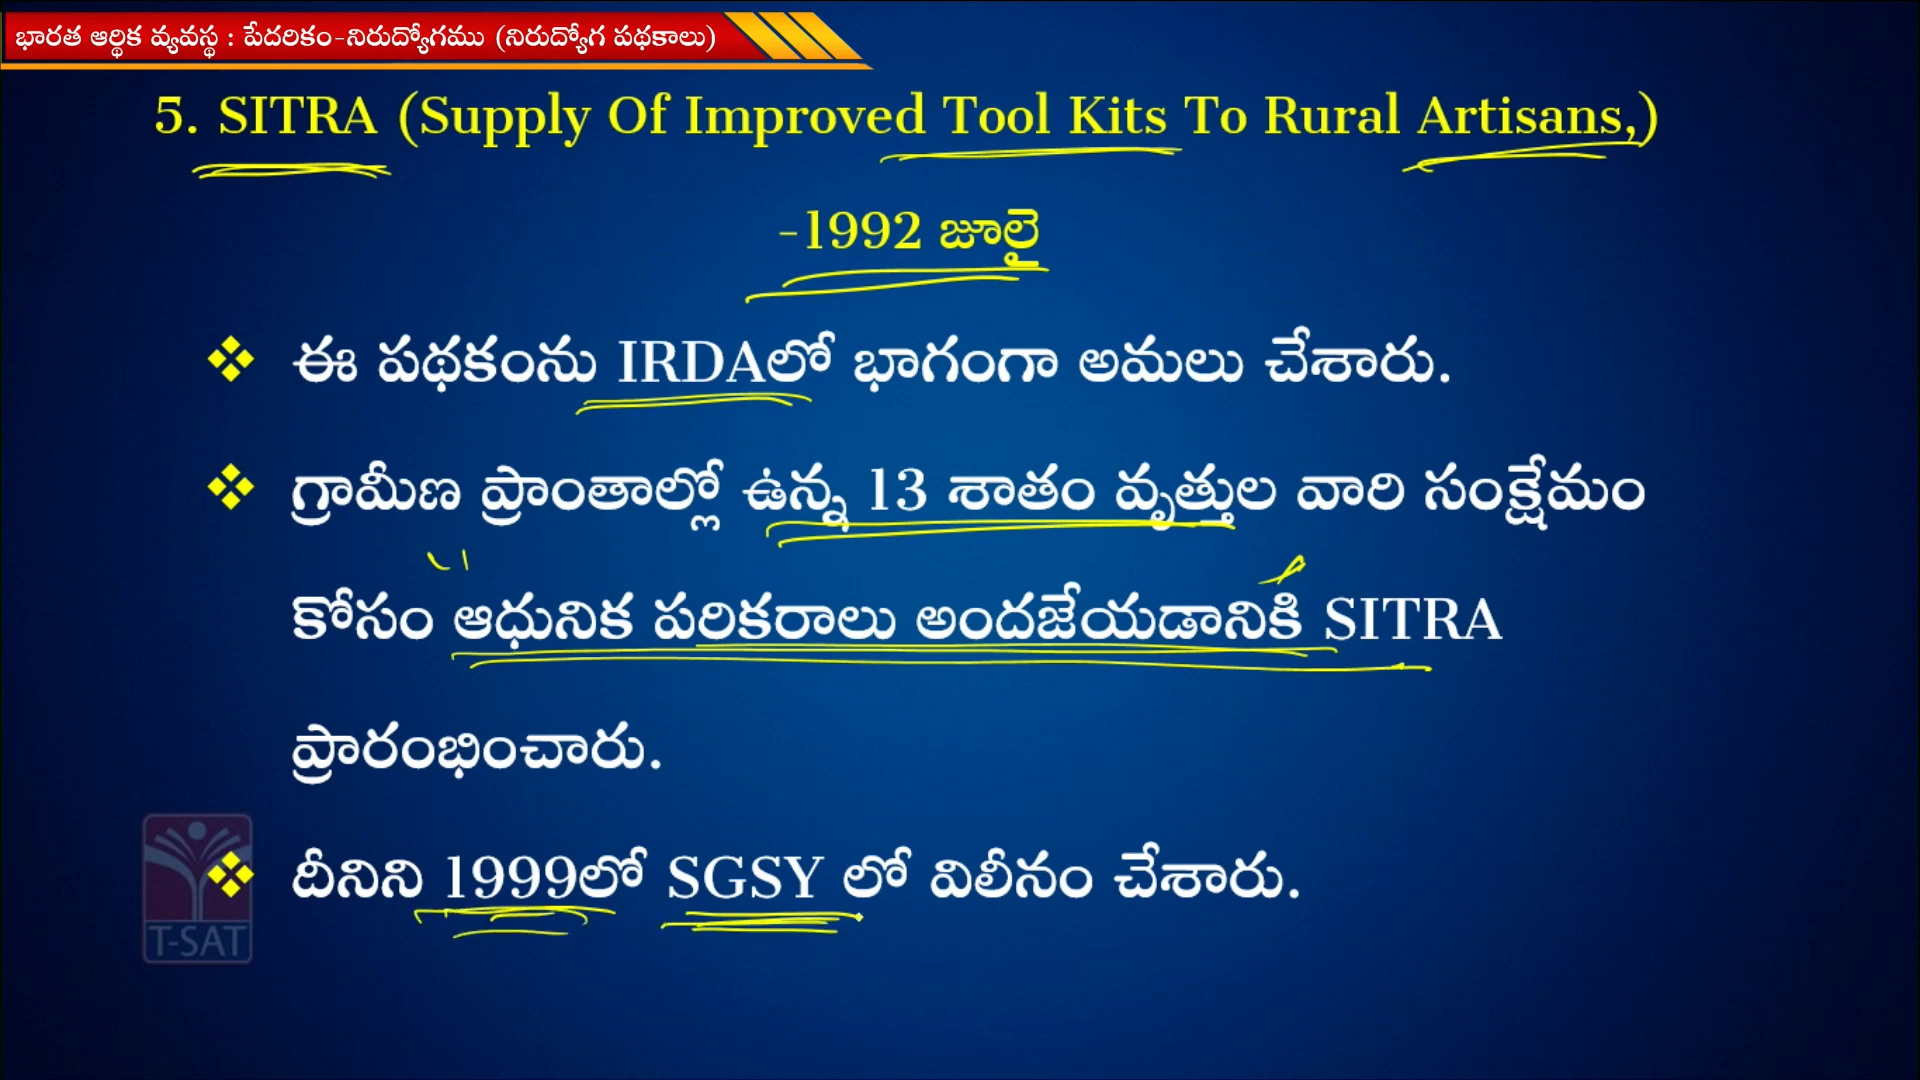 భారత ఆర్థిక వ్యవస్థ : పేదరికం-నిరుద్యోగము (నిరుద్యోగ పథకాలు)
5. SITRA (Supply Of Improved Tool Kits To Rural Artisans,)
-1992 జూలై
❖ ఈ పథకంను IRDAలో భాగంగా అమలు చేశారు.
❖ గ్రామీణ ప్రాంతాల్లో ఉన్న 13 శాతం వృత్తుల వారి సంక్షేమం
కోసం ఆధునిక పరికరాలు అందజేయడానికి SITRA
ప్రారంభించారు.
❖ దీనిని 1999లో SGSY లో విలీనం చేశారు.
T-SAT